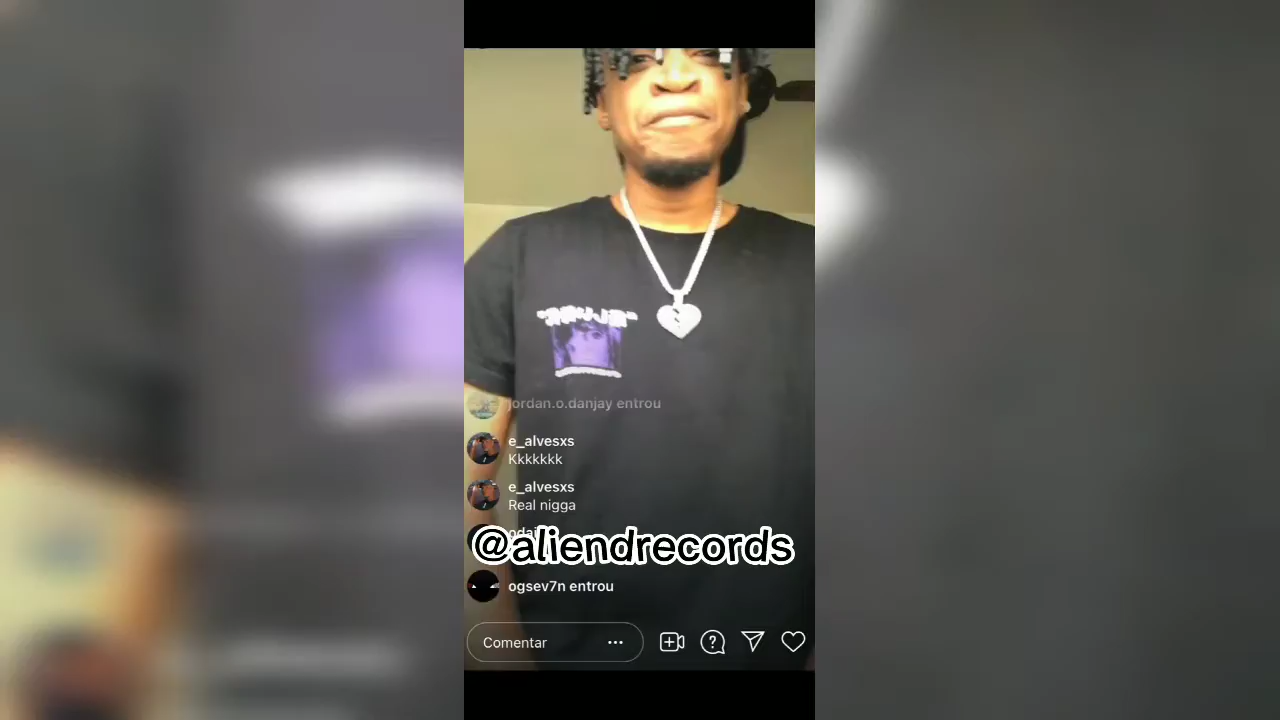 jordan.o.danjay entrou
e_alvesxs
Kkkkkkk
e_alvesxs
Real nigga
@aliendrecords
ogsev7n entrou
Comentar